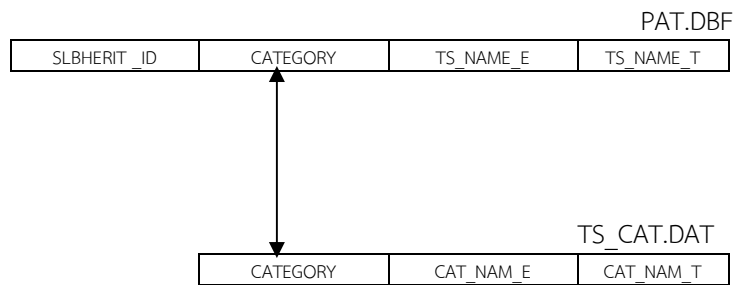 PAT.DBF
SLBHERIT _ID CATEGORY TS_NAME_E TS_NAME_T
TS_CAT.DAT
CATEGORY CAT_NAM_E CAT_NAM_T